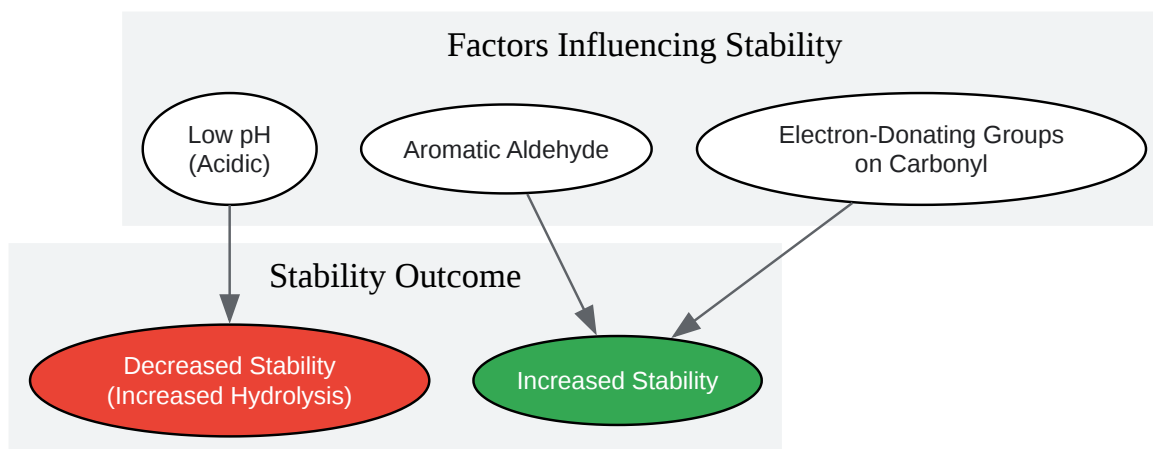 Factors Influencing Stability
Low pH
(Acidic)
Aromatic Aldehyde
Electron-Donating Groups
on Carbonyl
Stability Outcome
Decreased Stability
(Increased Hydrolysis)
Increased Stability